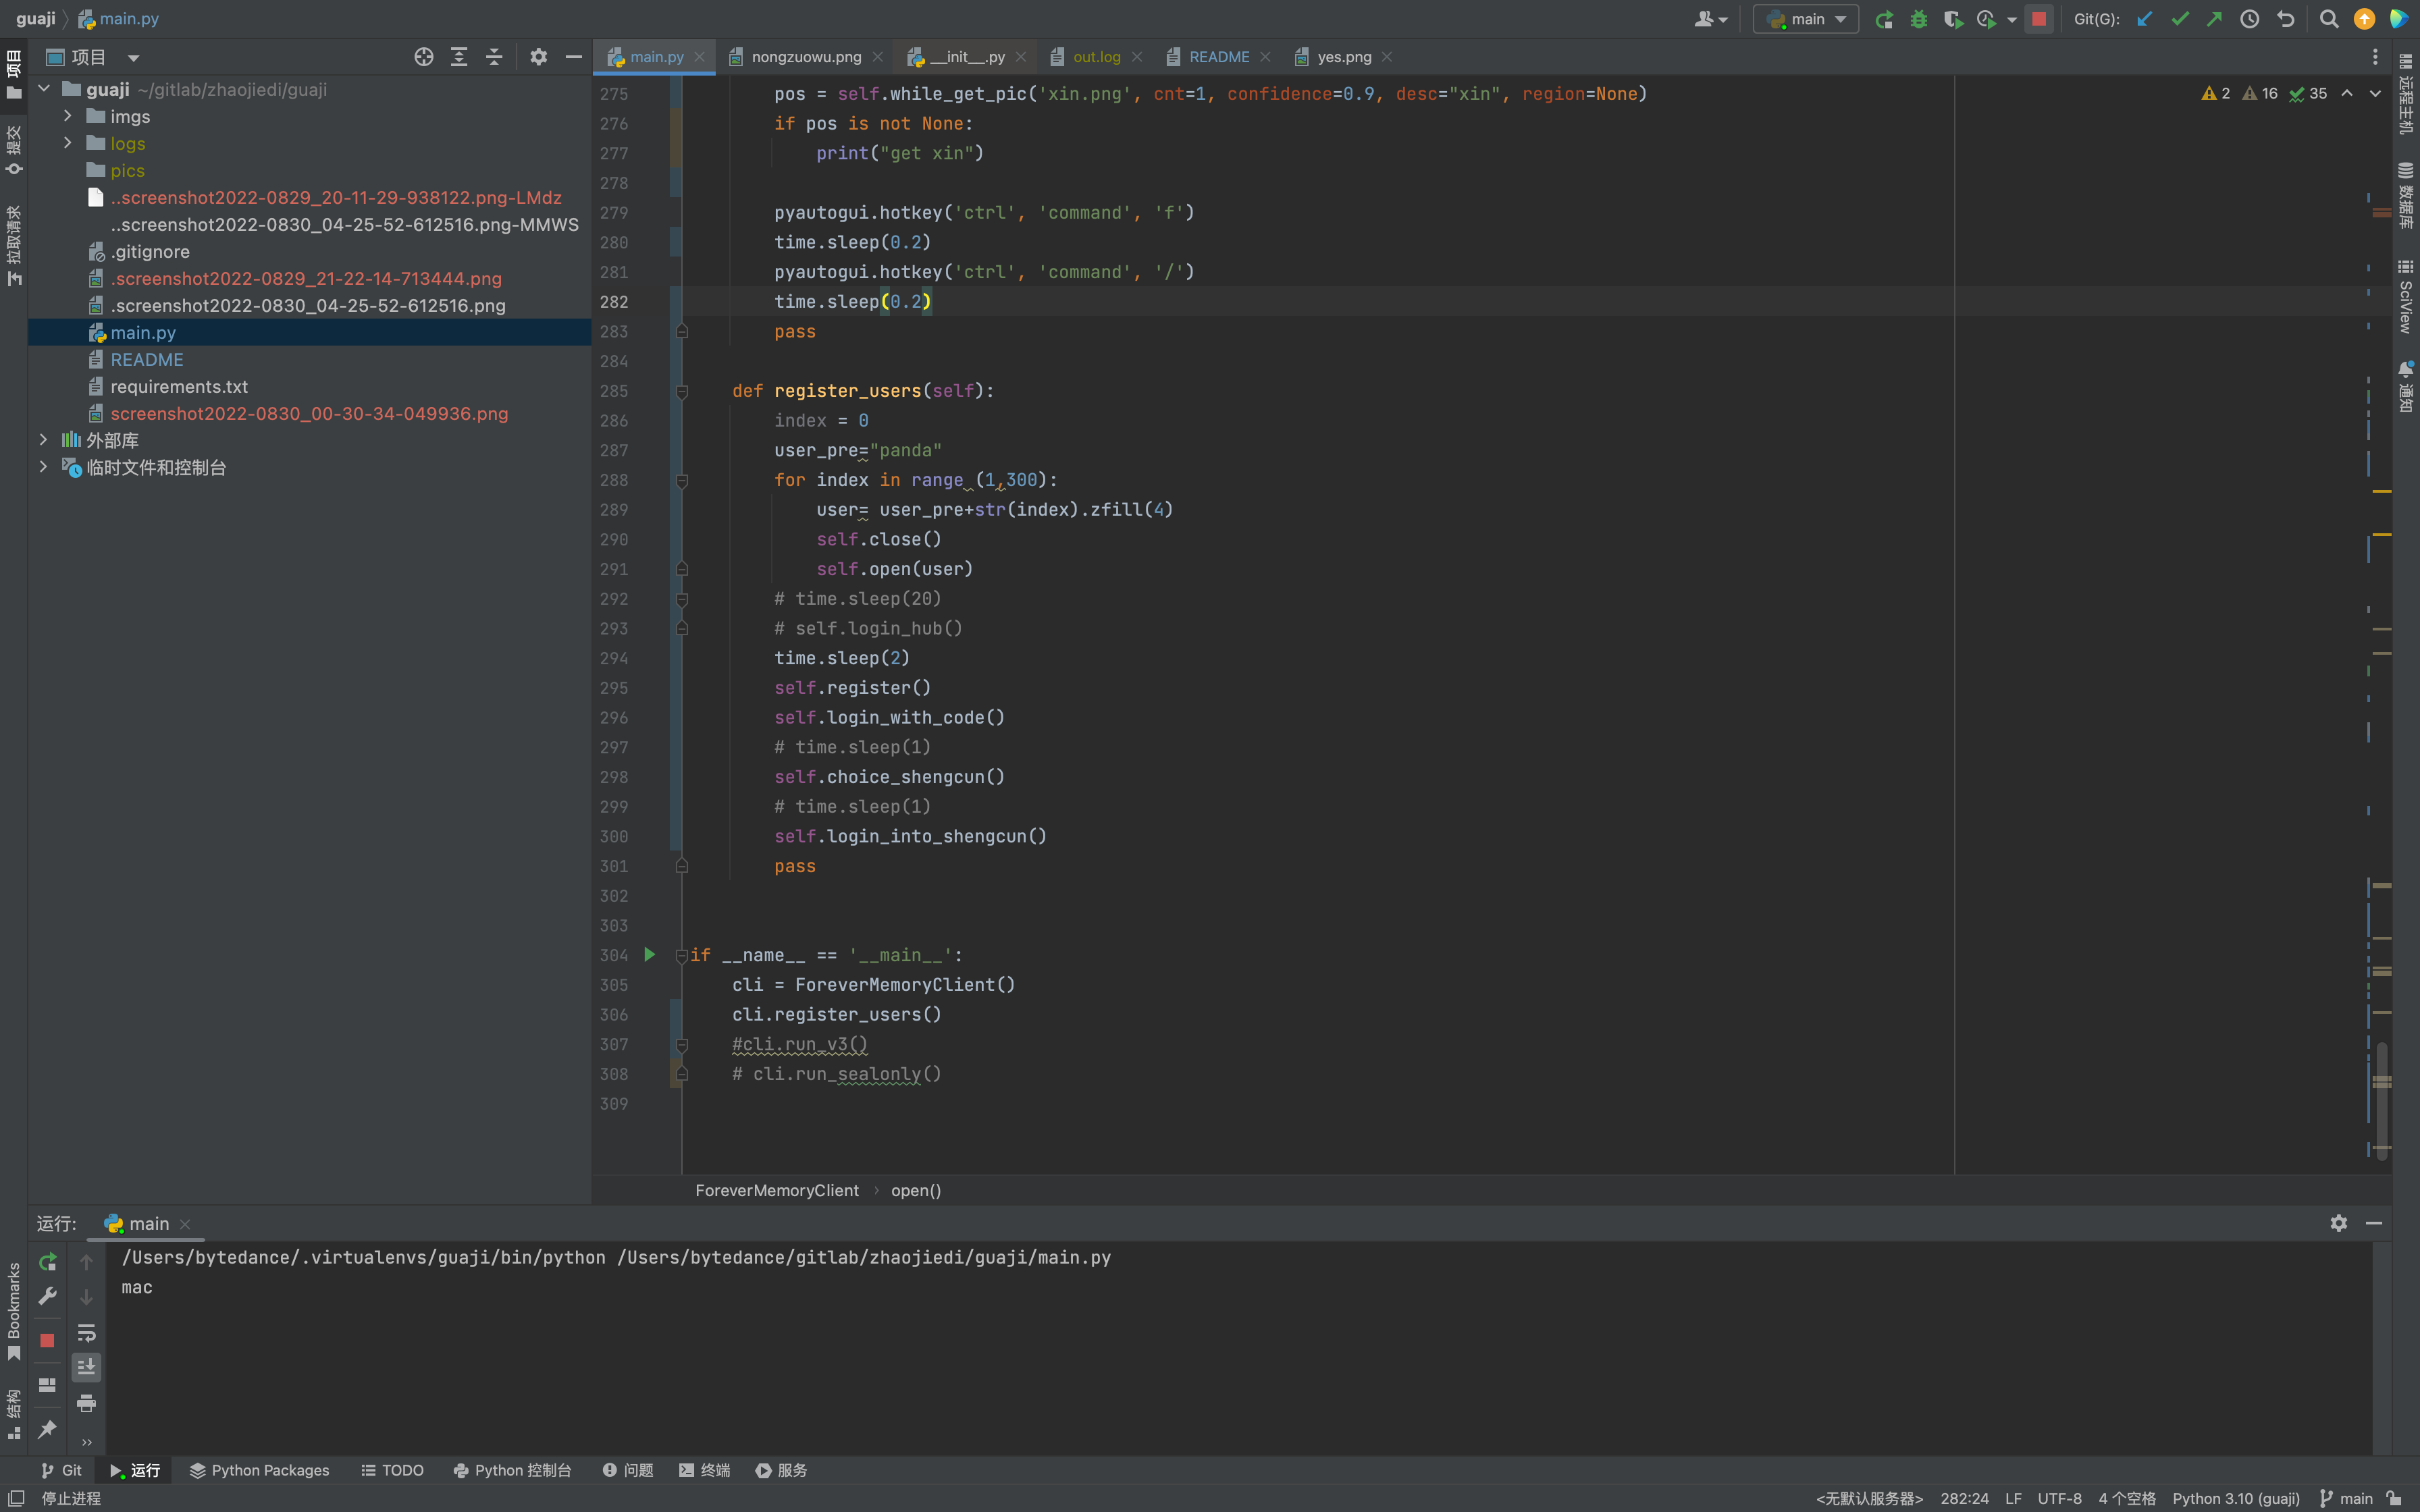 guaji main.py
main
Git(G):
项目
main.py
nongzuowu.png
__init__.py
out.log
README
yes.png
项目
提交
拉取请求
Bookmarks
结构
guaji ~/gitlab/zhaojiedi/guaji
imgs
logs
pics
..screenshot2022-0829_20-11-29-938122.png-LMdz
..screenshot2022-0830_04-25-52-612516.png-MMWS
.gitignore
.screenshot2022-0829_21-22-14-713444.png
.screenshot2022-0830_04-25-52-612516.png
main.py
README
requirements.txt
screenshot2022-0830_00-30-34-049936.png
外部库
临时文件和控制台
2 16 35
275 pos = self.while_get_pic('xin.png', cnt=1, confidence=0.9, desc="xin", region=None)
276 if pos is not None:
277 print("get xin")
278
279 pyautogui.hotkey('ctrl', 'command', 'f')
280 time.sleep(0.2)
281 pyautogui.hotkey('ctrl', 'command', '/')
282 time.sleep(0.2)
283 pass
284
285 def register_users(self):
286 index = 0
287 user_pre="panda"
288 for index in range (1,300):
289 user= user_pre+str(index).zfill(4)
290 self.close()
291 self.open(user)
292 # time.sleep(20)
293 # self.login_hub()
294 time.sleep(2)
295 self.register()
296 self.login_with_code()
297 # time.sleep(1)
298 self.choice_shengcun()
299 # time.sleep(1)
300 self.login_into_shengcun()
301 pass
302
303
304 if __name__ == '__main__':
305 cli = ForeverMemoryClient()
306 cli.register_users()
307 #cli.run_v3()
308 # cli.run_sealonly()
309
ForeverMemoryClient › open()
远程主机
数据库
SciView
通知
运行: main
/Users/bytedance/.virtualenvs/guaji/bin/python /Users/bytedance/gitlab/zhaojiedi/guaji/main.py
mac
Git
运行
Python Packages
TODO
Python 控制台
问题
终端
服务
停止进程
<无默认服务器> 282:24 LF UTF-8 4 个空格 Python 3.10 (guaji) main